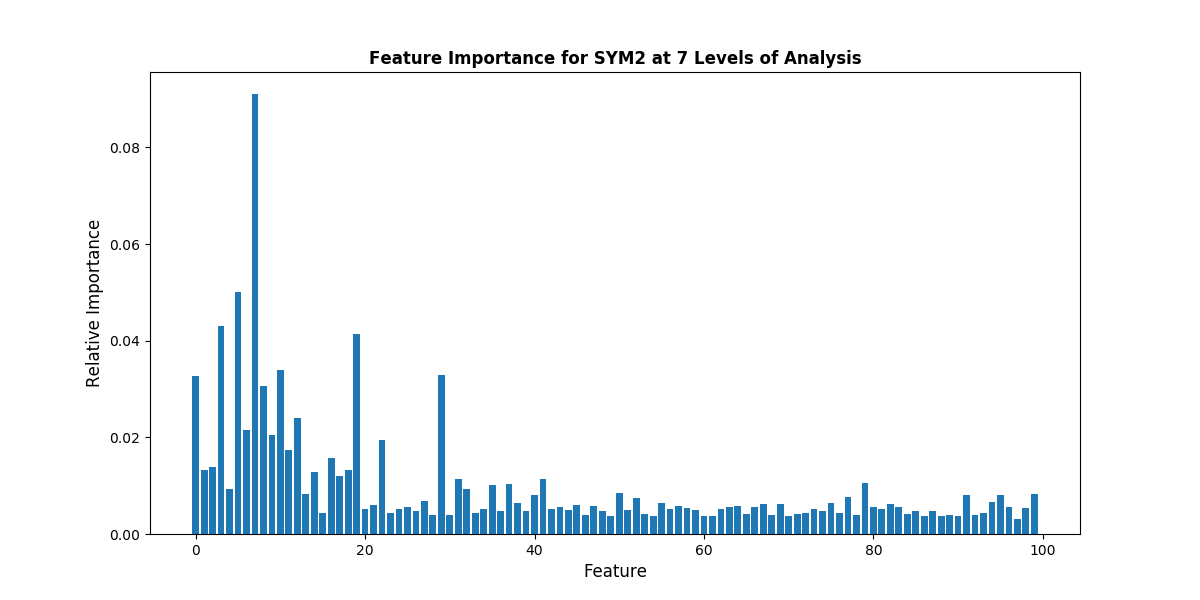 Feature Importance for SYM2 at 7 Levels of Analysis
Relative Importance
0.08
0.06
0.04
0.02
0.00
0 20 40 60 80 100
Feature